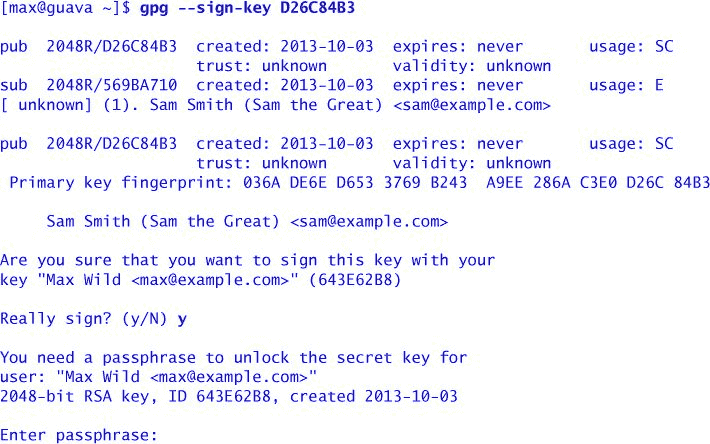 [max@guava ~]$ gpg --sign-key D26C84B3
pub 2048R/D26C84B3 created: 2013-10-03 expires: never usage: SC
trust: unknown validity: unknown
sub 2048R/569BA710 created: 2013-10-03 expires: never usage: E
[ unknown] (1). Sam Smith (Sam the Great) <sam@example.com>
pub 2048R/D26C84B3 created: 2013-10-03 expires: never usage: SC
trust: unknown validity: unknown
Primary key fingerprint: 036A DE6E D653 3769 B243 A9EE 286A C3E0 D26C 84B3
Sam Smith (Sam the Great) <sam@example.com>
Are you sure that you want to sign this key with your
key "Max Wild <max@example.com>" (643E62B8)
Really sign? (y/N) y
You need a passphrase to unlock the secret key for
user: "Max Wild <max@example.com>"
2048-bit RSA key, ID 643E62B8, created 2013-10-03
Enter passphrase: